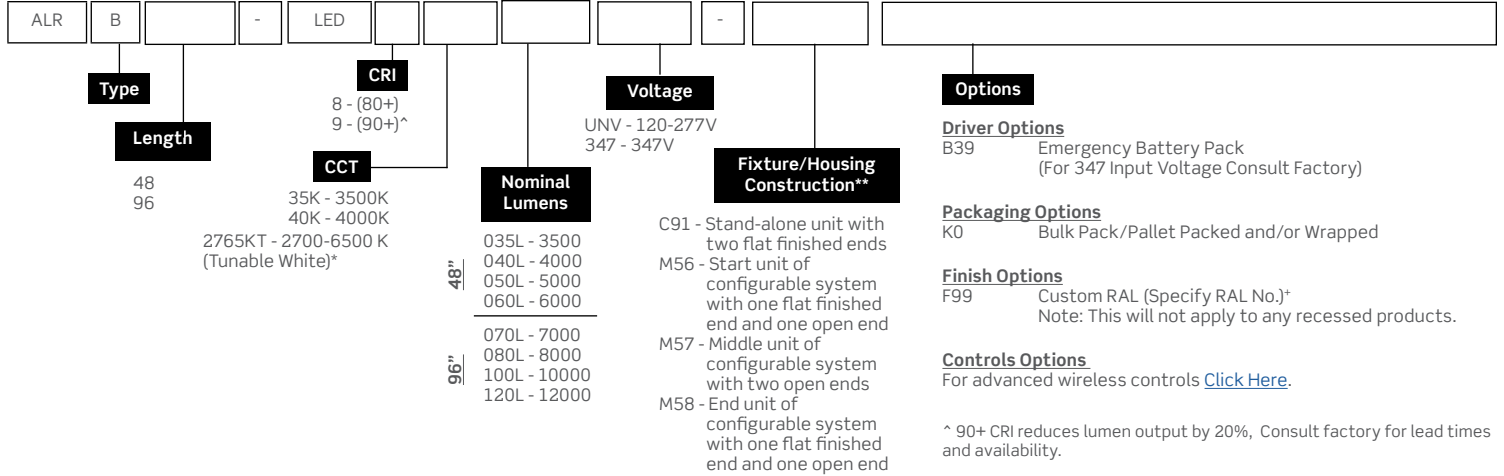 ALR B - LED -
Type
Length
48
96
CRI
8 - (80+)
9 - (90+)^
CCT
35K - 3500K
40K - 4000K
2765KT - 2700-6500 K
(Tunable White)*
Nominal
Lumens
48"
035L - 3500
040L - 4000
050L - 5000
060L - 6000
96"
070L - 7000
080L - 8000
100L - 10000
120L - 12000
Voltage
UNV - 120-277V
347 - 347V
Fixture/Housing
Construction**
C91 - Stand-alone unit with
two flat finished ends
M56 - Start unit of
configurable system
with one flat finished
end and one open end
M57 - Middle unit of
configurable system
with two open ends
M58 - End unit of
configurable system
with one flat finished
end and one open end
Options
Driver Options
B39 Emergency Battery Pack
(For 347 Input Voltage Consult Factory)
Packaging Options
K0 Bulk Pack/Pallet Packed and/or Wrapped
Finish Options
F99 Custom RAL (Specify RAL No.)+
Note: This will not apply to any recessed products.
Controls Options
For advanced wireless controls Click Here.
^ 90+ CRI reduces lumen output by 20%, Consult factory for lead times
and availability.